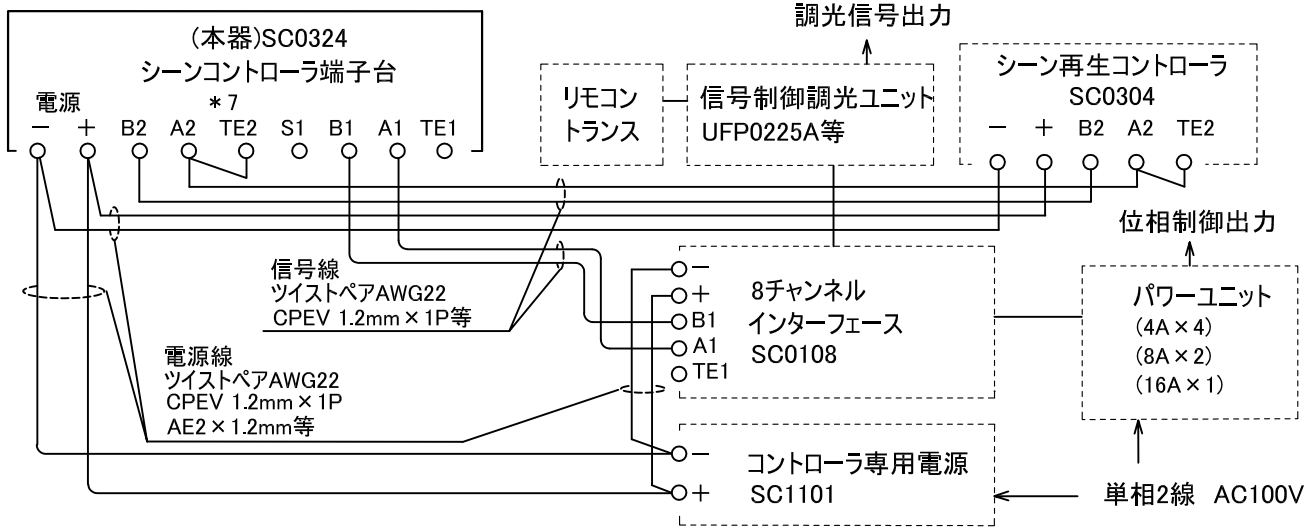 (本器)SC0324
シーンコントローラ端子台
電源
*7
− + B2 A2 TE2 S1 B1 A1 TE1
調光信号出力
リモコン
トランス
信号制御調光ユニット
UFP0225A等
シーン再生コントローラ
SC0304
− + B2 A2 TE2
位相制御出力
信号線
ツイストペアAWG22
CPEV 1.2mm×1P等
電源線
ツイストペアAWG22
CPEV 1.2mm×1P
AE2×1.2mm等
−
+
B1
A1
TE1
8チャンネル
インターフェース
SC0108
パワーユニット
(4A×4)
(8A×2)
(16A×1)
−
+
コントローラ専用電源
SC1101
単相2線 AC100V